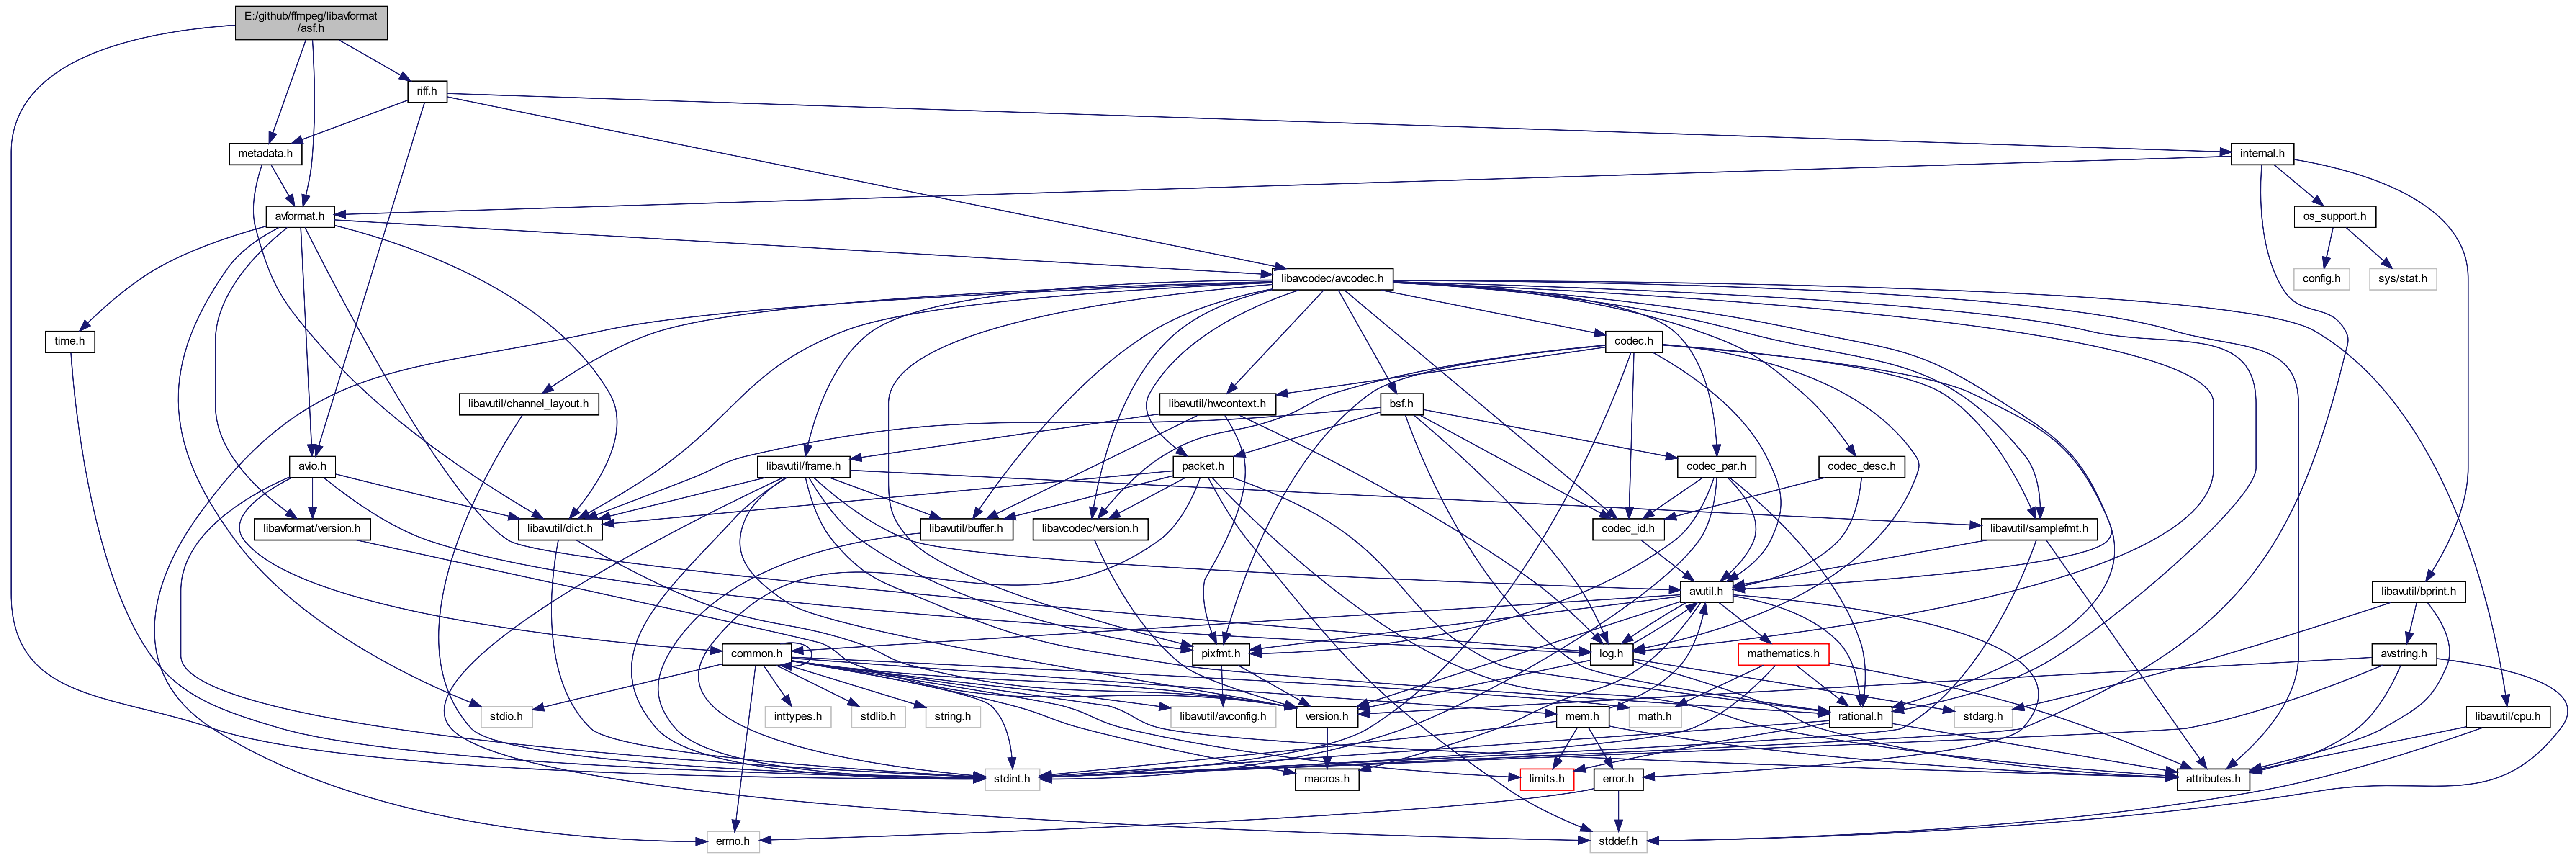 E:/github/ffmpeg/libavformat
/asf.h
riff.h
metadata.h
internal.h
avformat.h
os_support.h
libavcodec/avcodec.h
config.h
sys/stat.h
time.h
codec.h
libavutil/channel_layout.h
libavutil/hwcontext.h
bsf.h
avio.h
libavutil/frame.h
packet.h
codec_par.h
codec_desc.h
libavformat/version.h
libavutil/dict.h
libavutil/buffer.h
libavcodec/version.h
codec_id.h
libavutil/samplefmt.h
avutil.h
libavutil/bprint.h
common.h
pixfmt.h
log.h
mathematics.h
avstring.h
stdio.h
inttypes.h
stdlib.h
string.h
libavutil/avconfig.h
version.h
mem.h
math.h
rational.h
stdarg.h
libavutil/cpu.h
stdint.h
macros.h
limits.h
error.h
attributes.h
errno.h
stddef.h